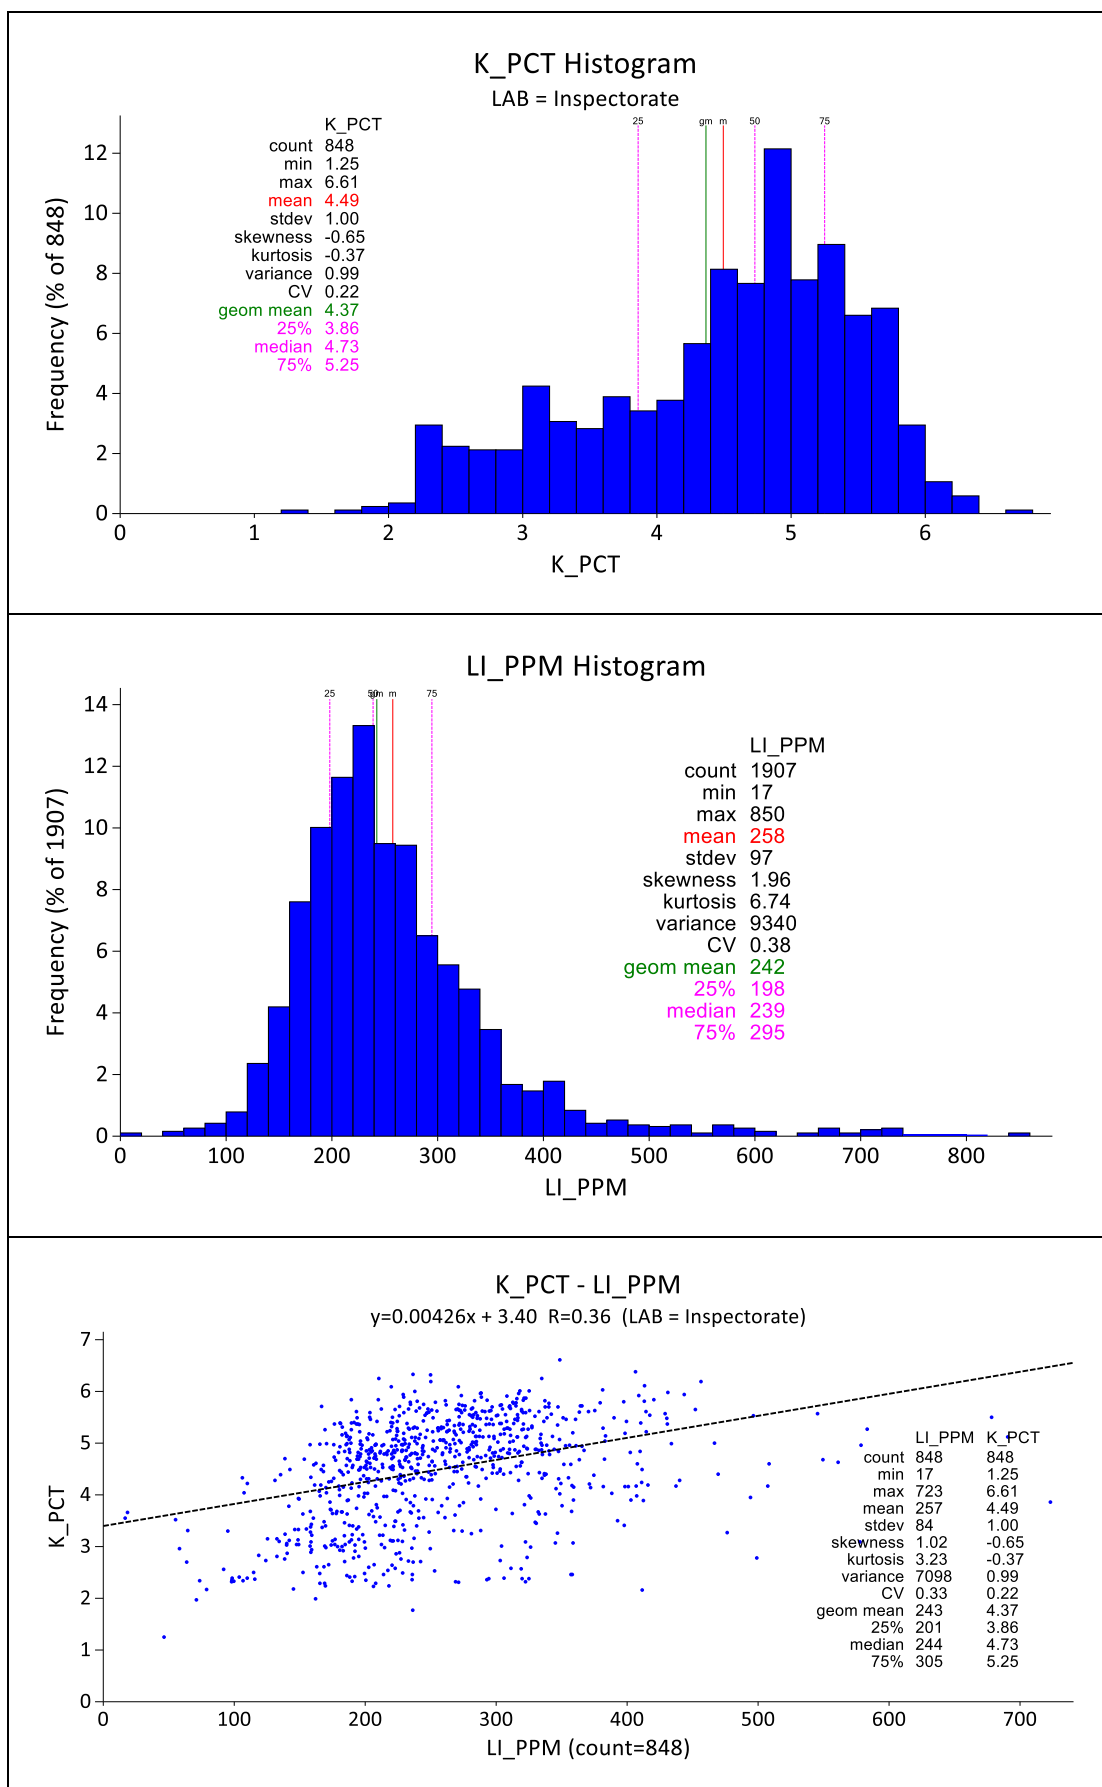 K_PCT Histogram
LAB = Inspectorate
25 gm m 50 75
K_PCT
count 848
min 1.25
max 6.61
mean 4.49
stdev 1.00
skewness -0.65
kurtosis -0.37
variance 0.99
CV 0.22
geom mean 4.37
25% 3.86
median 4.73
75% 5.25
Frequency (% of 848)
12
10
8
6
4
2
0
0 1 2 3 4 5 6
K_PCT
LI_PPM Histogram
25 50 gm m 75
LI_PPM
count 1907
min 17
max 850
mean 258
stdev 97
skewness 1.96
kurtosis 6.74
variance 9340
CV 0.38
geom mean 242
25% 198
median 239
75% 295
Frequency (% of 1907)
14
12
10
8
6
4
2
0
0 100 200 300 400 500 600 700 800
LI_PPM
K_PCT - LI_PPM
y=0.00426x + 3.40 R=0.36 (LAB = Inspectorate)
LI_PPM K_PCT
count 848 848
min 17 1.25
max 723 6.61
mean 257 4.49
stdev 84 1.00
skewness 1.02 -0.65
kurtosis 3.23 -0.37
variance 7098 0.99
CV 0.33 0.22
geom mean 243 4.37
25% 201 3.86
median 244 4.73
75% 305 5.25
K_PCT
7
6
5
4
3
2
1
0
0 100 200 300 400 500 600 700
LI_PPM (count=848)